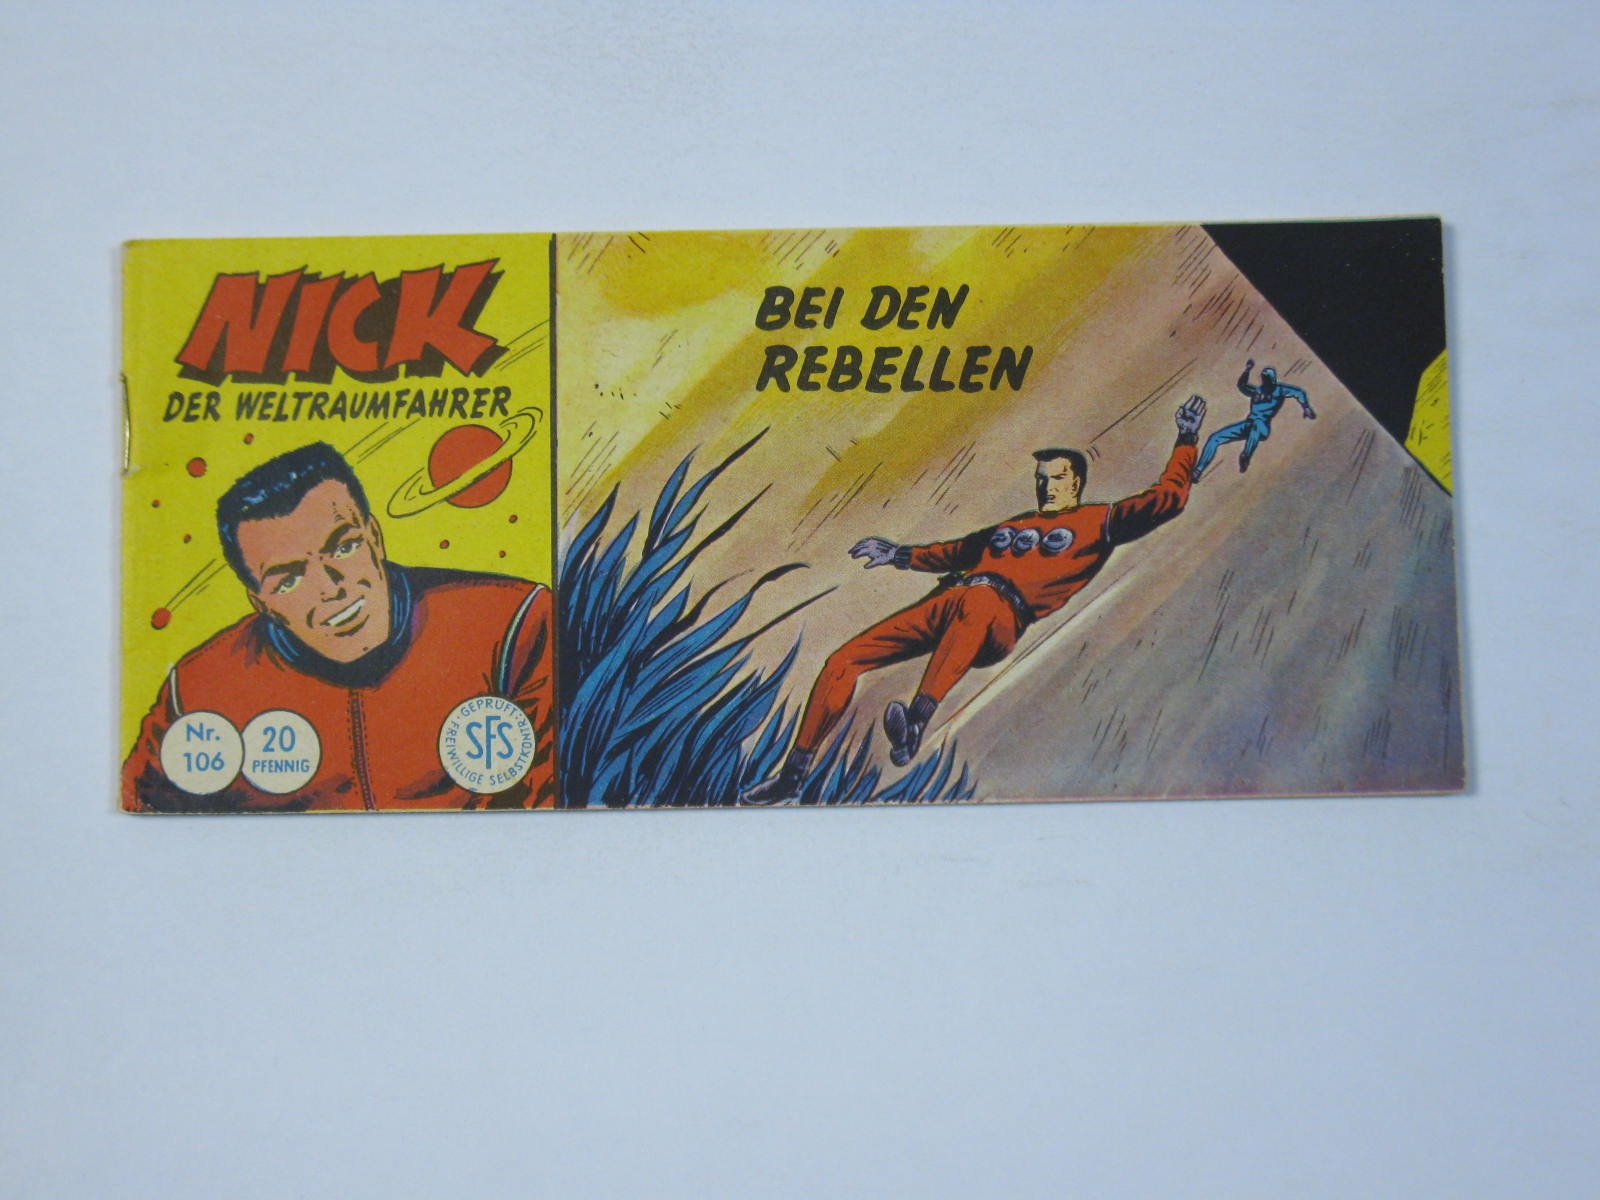 NICK
DER WELTRAUMFAHRER
BEI DEN
REBELLEN
Nr.
106
20
PFENNIG
· GEPRÜFT ·
FREIWILLIGE SELBSTKONTR.
SFS